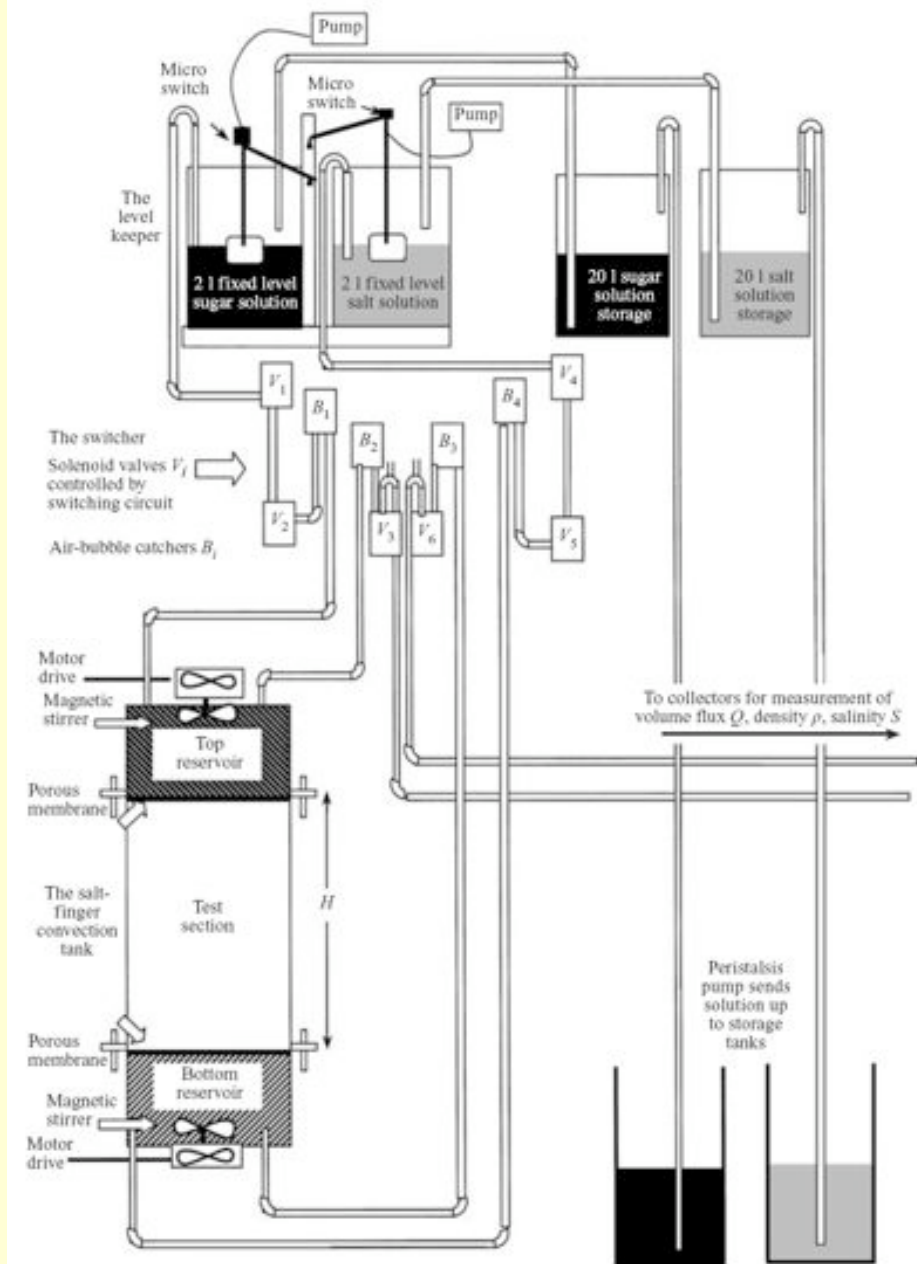 Pump
Micro
switch
Micro
switch
Pump
The
level
keeper
2 l fixed level
sugar solution
2 l fixed level
salt solution
20 l sugar
solution
storage
20 l salt
solution
storage
V1
B1
B2
B3
B4
V4
The switcher
Solenoid valves Vi
controlled by
switching circuit
V2
V3
V6
V5
Air-bubble catchers Bi
Motor
drive
Magnetic
stirrer
Top
reservoir
To collectors for measurement of
volume flux Q, density ρ, salinity S
Porous
membrane
The salt-
finger
convection
tank
Test
section
H
Peristalsis
pump sends
solution up
to storage
tanks
Porous
membrane
Bottom
reservoir
Magnetic
stirrer
Motor
drive